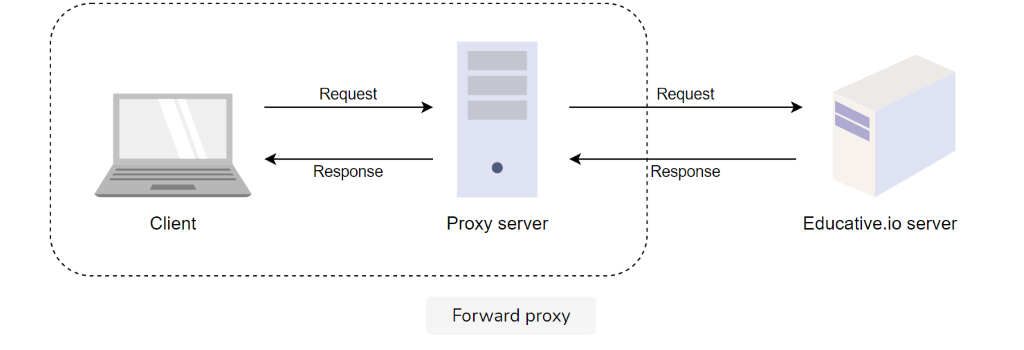 Request
Request
Response
Response
Client
Proxy server
Educative.io server
Forward proxy